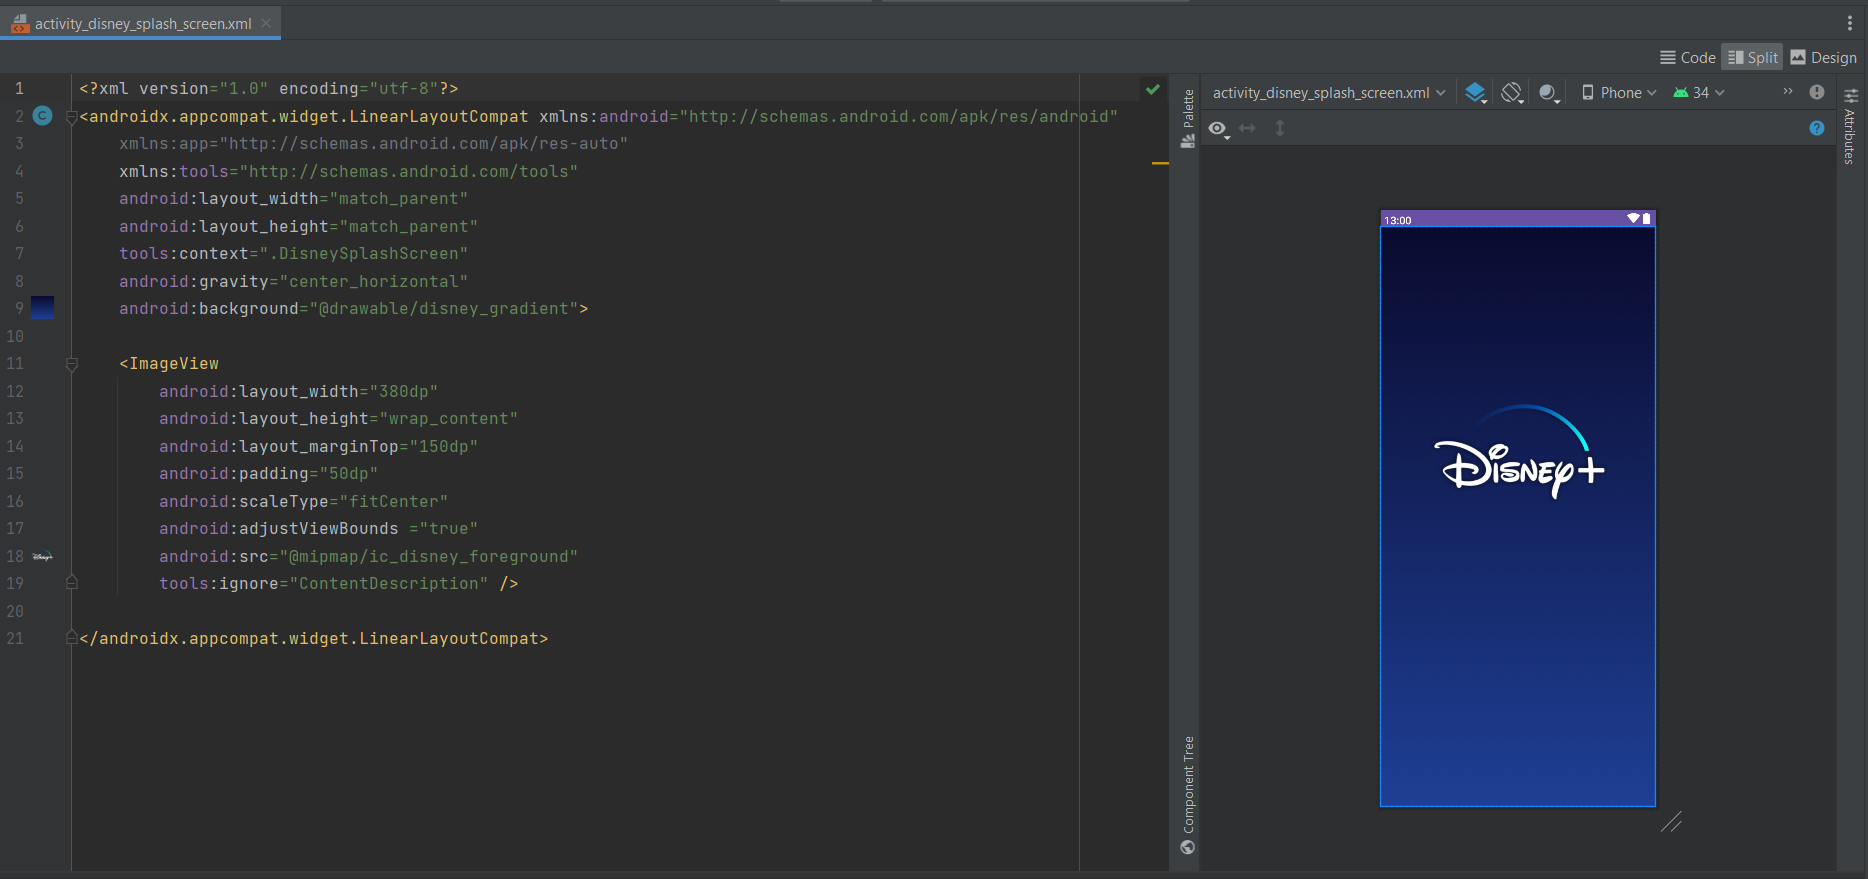 activity_disney_splash_screen.xml
Code Split Design
1 <?xml version="1.0" encoding="utf-8"?>
2 <androidx.appcompat.widget.LinearLayoutCompat xmlns:android="http://schemas.android.com/apk/res/android"
3 xmlns:app="http://schemas.android.com/apk/res-auto"
4 xmlns:tools="http://schemas.android.com/tools"
5 android:layout_width="match_parent"
6 android:layout_height="match_parent"
7 tools:context=".DisneySplashScreen"
8 android:gravity="center_horizontal"
9 android:background="@drawable/disney_gradient">
10
11 <ImageView
12 android:layout_width="380dp"
13 android:layout_height="wrap_content"
14 android:layout_marginTop="150dp"
15 android:padding="50dp"
16 android:scaleType="fitCenter"
17 android:adjustViewBounds ="true"
18 android:src="@mipmap/ic_disney_foreground"
19 tools:ignore="ContentDescription" />
20
21 </androidx.appcompat.widget.LinearLayoutCompat>
Palette
Component Tree
activity_disney_splash_screen.xml Phone 34
13:00
Disney+
Attributes